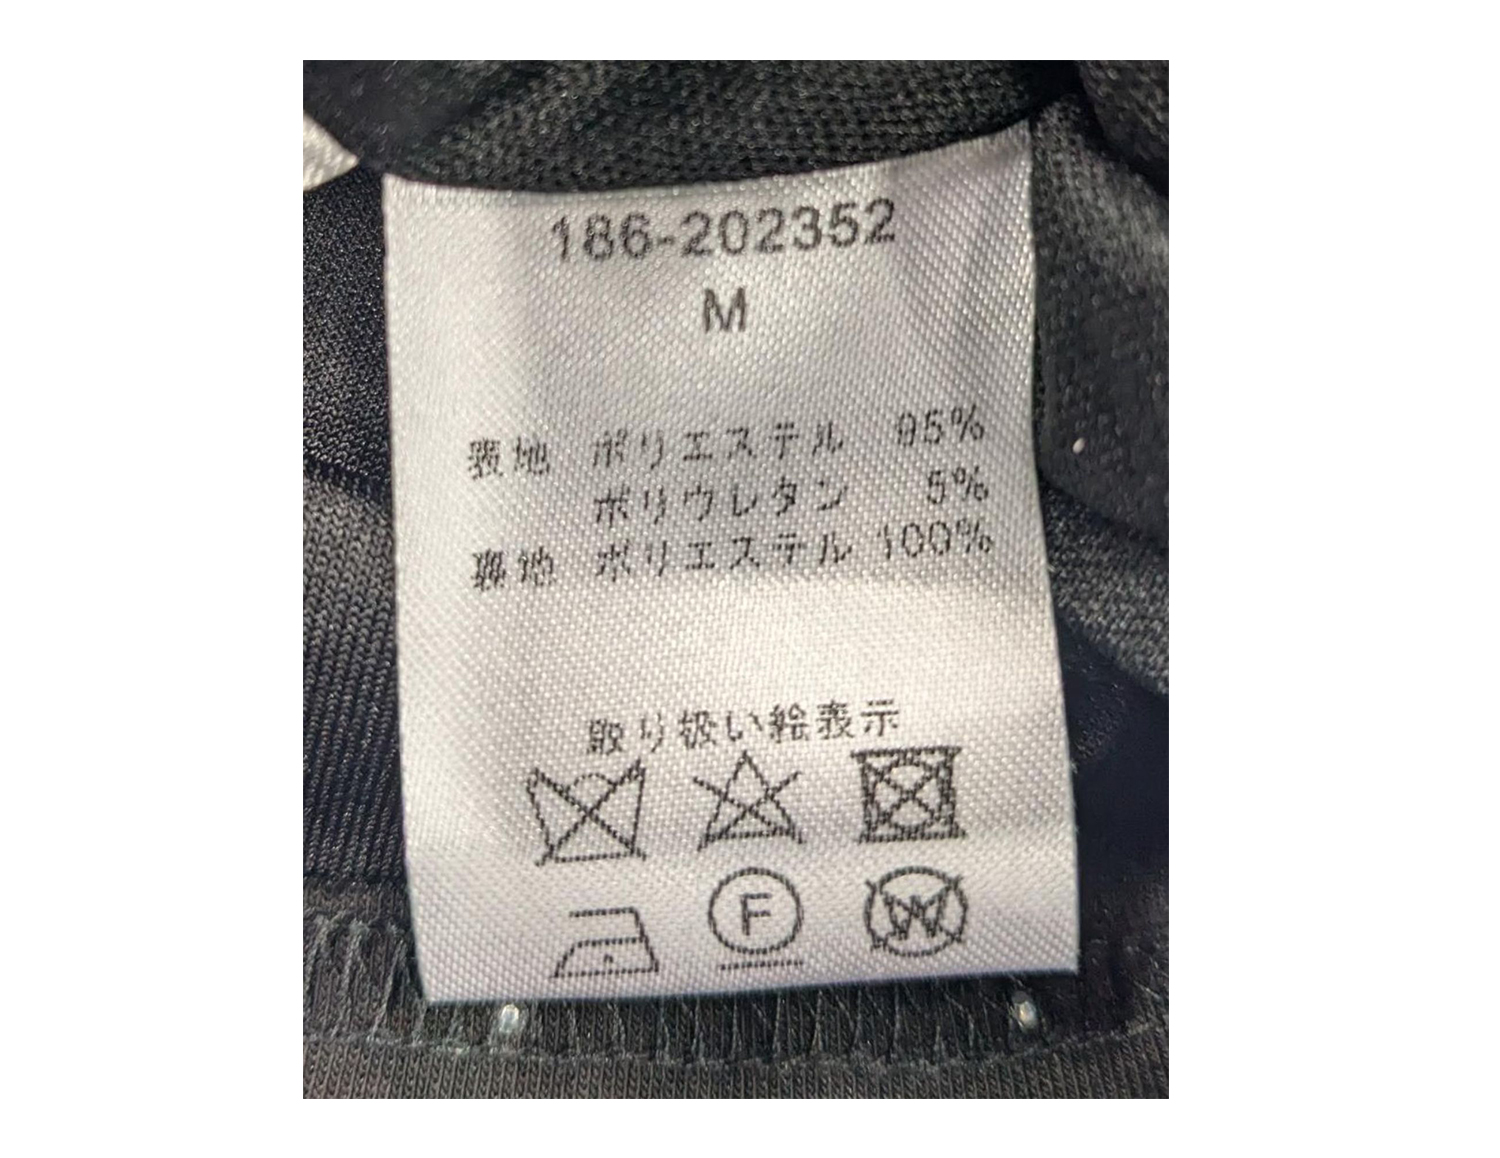 186-202352
M
表地 ポリエステル 95%
ポリウレタン 5%
裏地 ポリエステル 100%
取り扱い絵表示
F
W